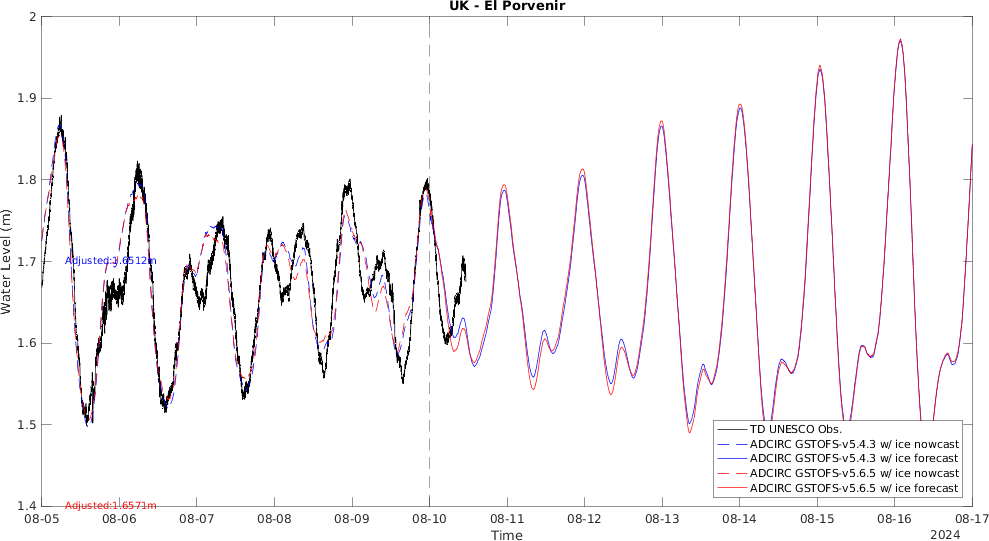 UK - El Porvenir
2
1.9
1.8
1.7
1.6
1.5
1.4
Water Level (m)
Adjusted:1.6512m
Adjusted:1.6571m
TD UNESCO Obs.
ADCIRC GSTOFS-v5.4.3 w/ ice nowcast
ADCIRC GSTOFS-v5.4.3 w/ ice forecast
ADCIRC GSTOFS-v5.6.5 w/ ice nowcast
ADCIRC GSTOFS-v5.6.5 w/ ice forecast
08-05 08-06 08-07 08-08 08-09 08-10 08-11 08-12 08-13 08-14 08-15 08-16 08-17
Time
2024